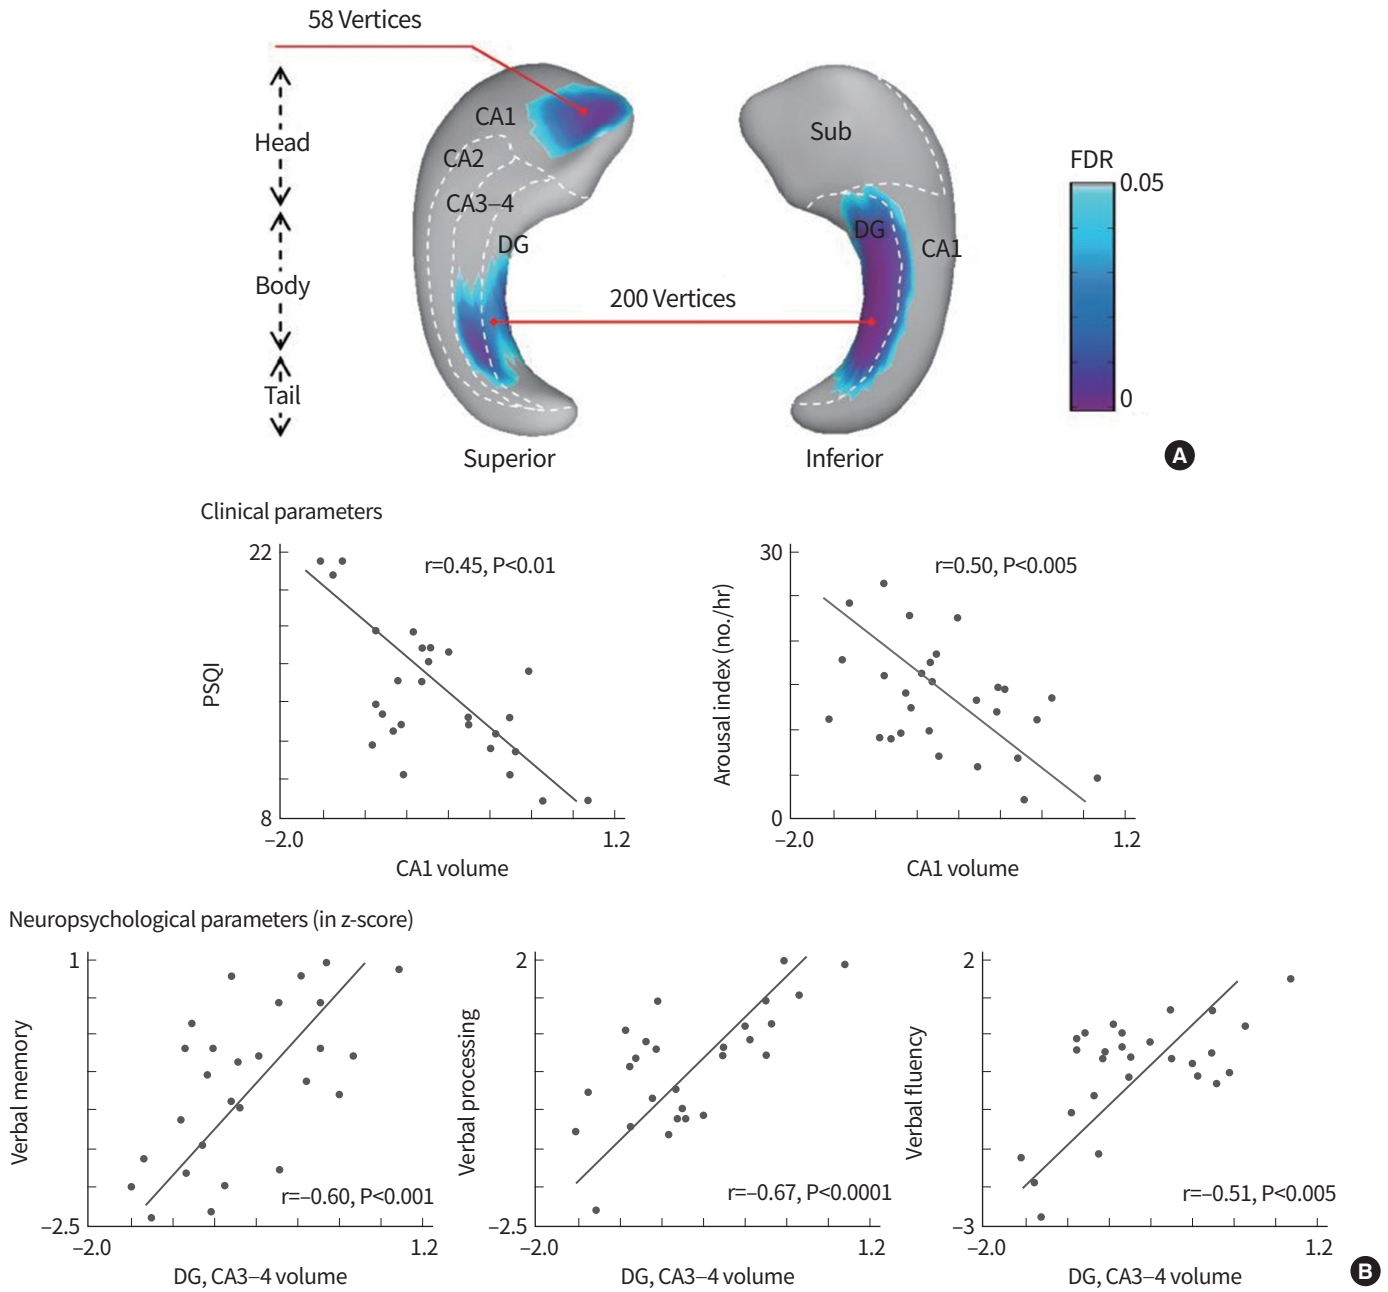 58 Vertices
Head
Body
Tail
CA1
CA2
CA3–4
DG
Sub
DG
CA1
200 Vertices
FDR
0.05
0
Superior
Inferior
A
Clinical parameters
22
8
PSQI
r=0.45, P<0.01
–2.0
1.2
CA1 volume
30
0
Arousal index (no./hr)
r=0.50, P<0.005
–2.0
1.2
CA1 volume
Neuropsychological parameters (in z-score)
1
–2.5
Verbal memory
r=–0.60, P<0.001
–2.0
1.2
DG, CA3–4 volume
2
–2.5
Verbal processing
r=–0.67, P<0.0001
–2.0
1.2
DG, CA3–4 volume
2
–3
Verbal fluency
r=–0.51, P<0.005
–2.0
1.2
DG, CA3–4 volume
B